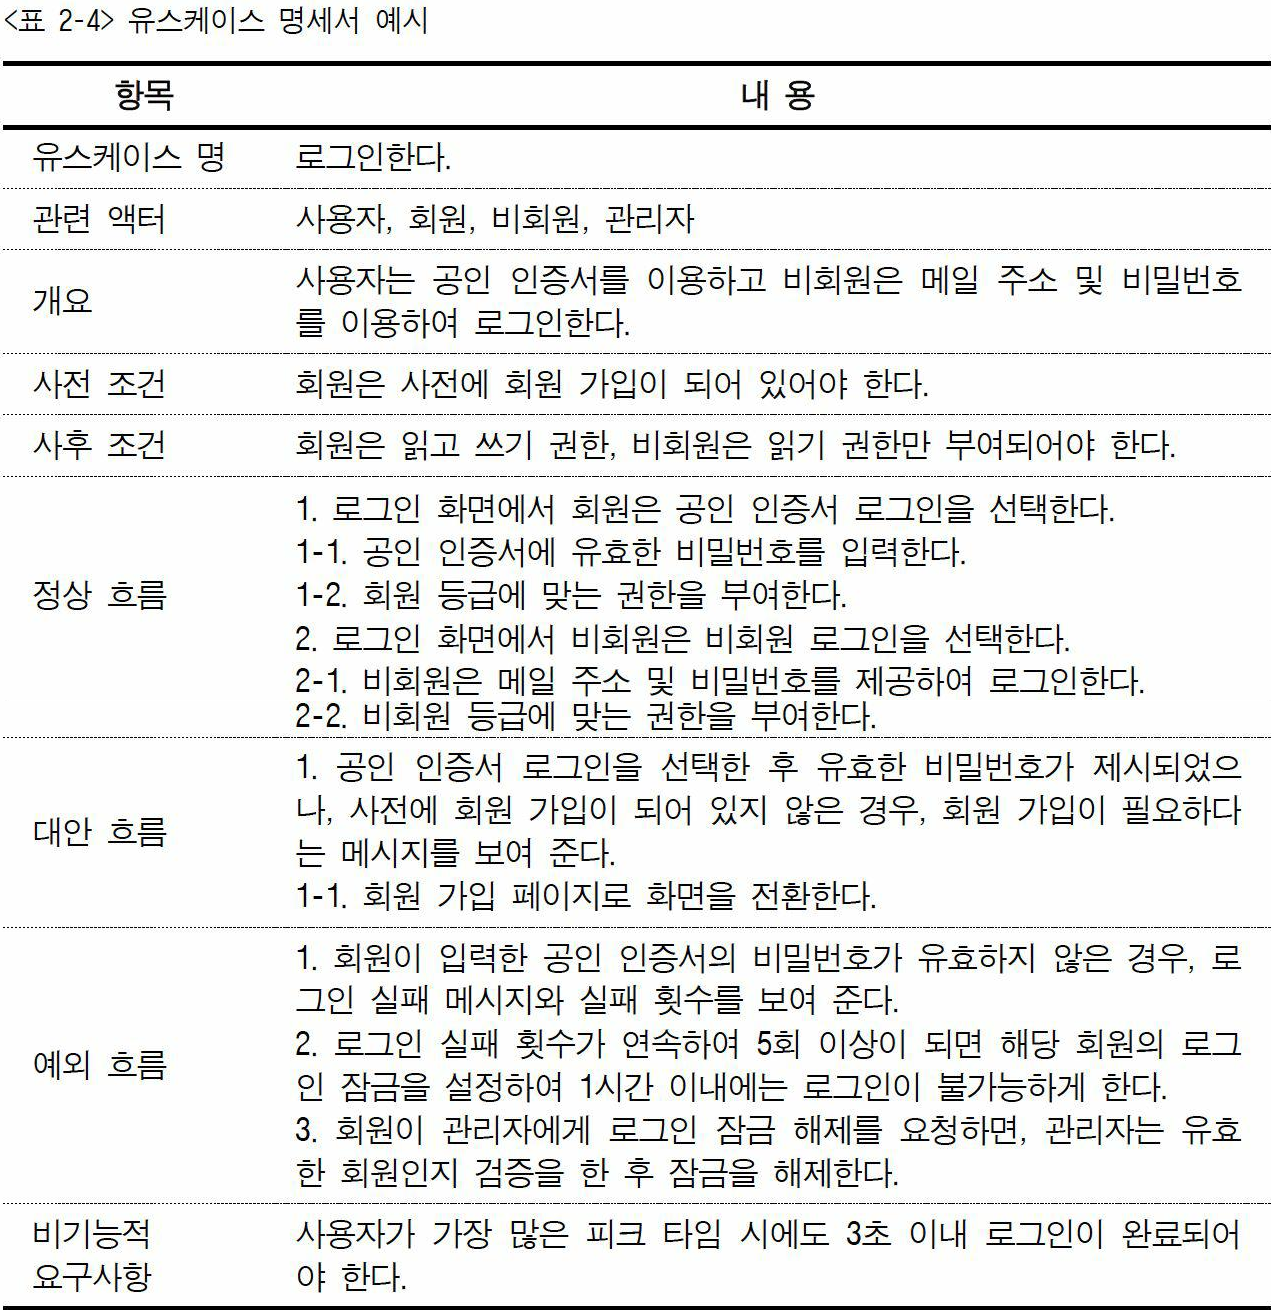 <표 2-4> 유스케이스 명세서 예시
항목 내 용
유스케이스 명 로그인한다.
관련 액터 사용자, 회원, 비회원, 관리자
개요
사용자는 공인 인증서를 이용하고 비회원은 메일 주소 및 비밀번호
를 이용하여 로그인한다.
사전 조건 회원은 사전에 회원 가입이 되어 있어야 한다.
사후 조건 회원은 읽고 쓰기 권한, 비회원은 읽기 권한만 부여되어야 한다.
정상 흐름
1. 로그인 화면에서 회원은 공인 인증서 로그인을 선택한다.
1-1. 공인 인증서에 유효한 비밀번호를 입력한다.
1-2. 회원 등급에 맞는 권한을 부여한다.
2. 로그인 화면에서 비회원은 비회원 로그인을 선택한다.
2-1. 비회원은 메일 주소 및 비밀번호를 제공하여 로그인한다.
2-2. 비회원 등급에 맞는 권한을 부여한다.
대안 흐름
1. 공인 인증서 로그인을 선택한 후 유효한 비밀번호가 제시되었으
나, 사전에 회원 가입이 되어 있지 않은 경우, 회원 가입이 필요하다
는 메시지를 보여 준다.
1-1. 회원 가입 페이지로 화면을 전환한다.
예외 흐름
1. 회원이 입력한 공인 인증서의 비밀번호가 유효하지 않은 경우, 로
그인 실패 메시지와 실패 횟수를 보여 준다.
2. 로그인 실패 횟수가 연속하여 5회 이상이 되면 해당 회원의 로그
인 잠금을 설정하여 1시간 이내에는 로그인이 불가능하게 한다.
3. 회원이 관리자에게 로그인 잠금 해제를 요청하면, 관리자는 유효
한 회원인지 검증을 한 후 잠금을 해제한다.
비기능적
요구사항
사용자가 가장 많은 피크 타임 시에도 3초 이내 로그인이 완료되어
야 한다.